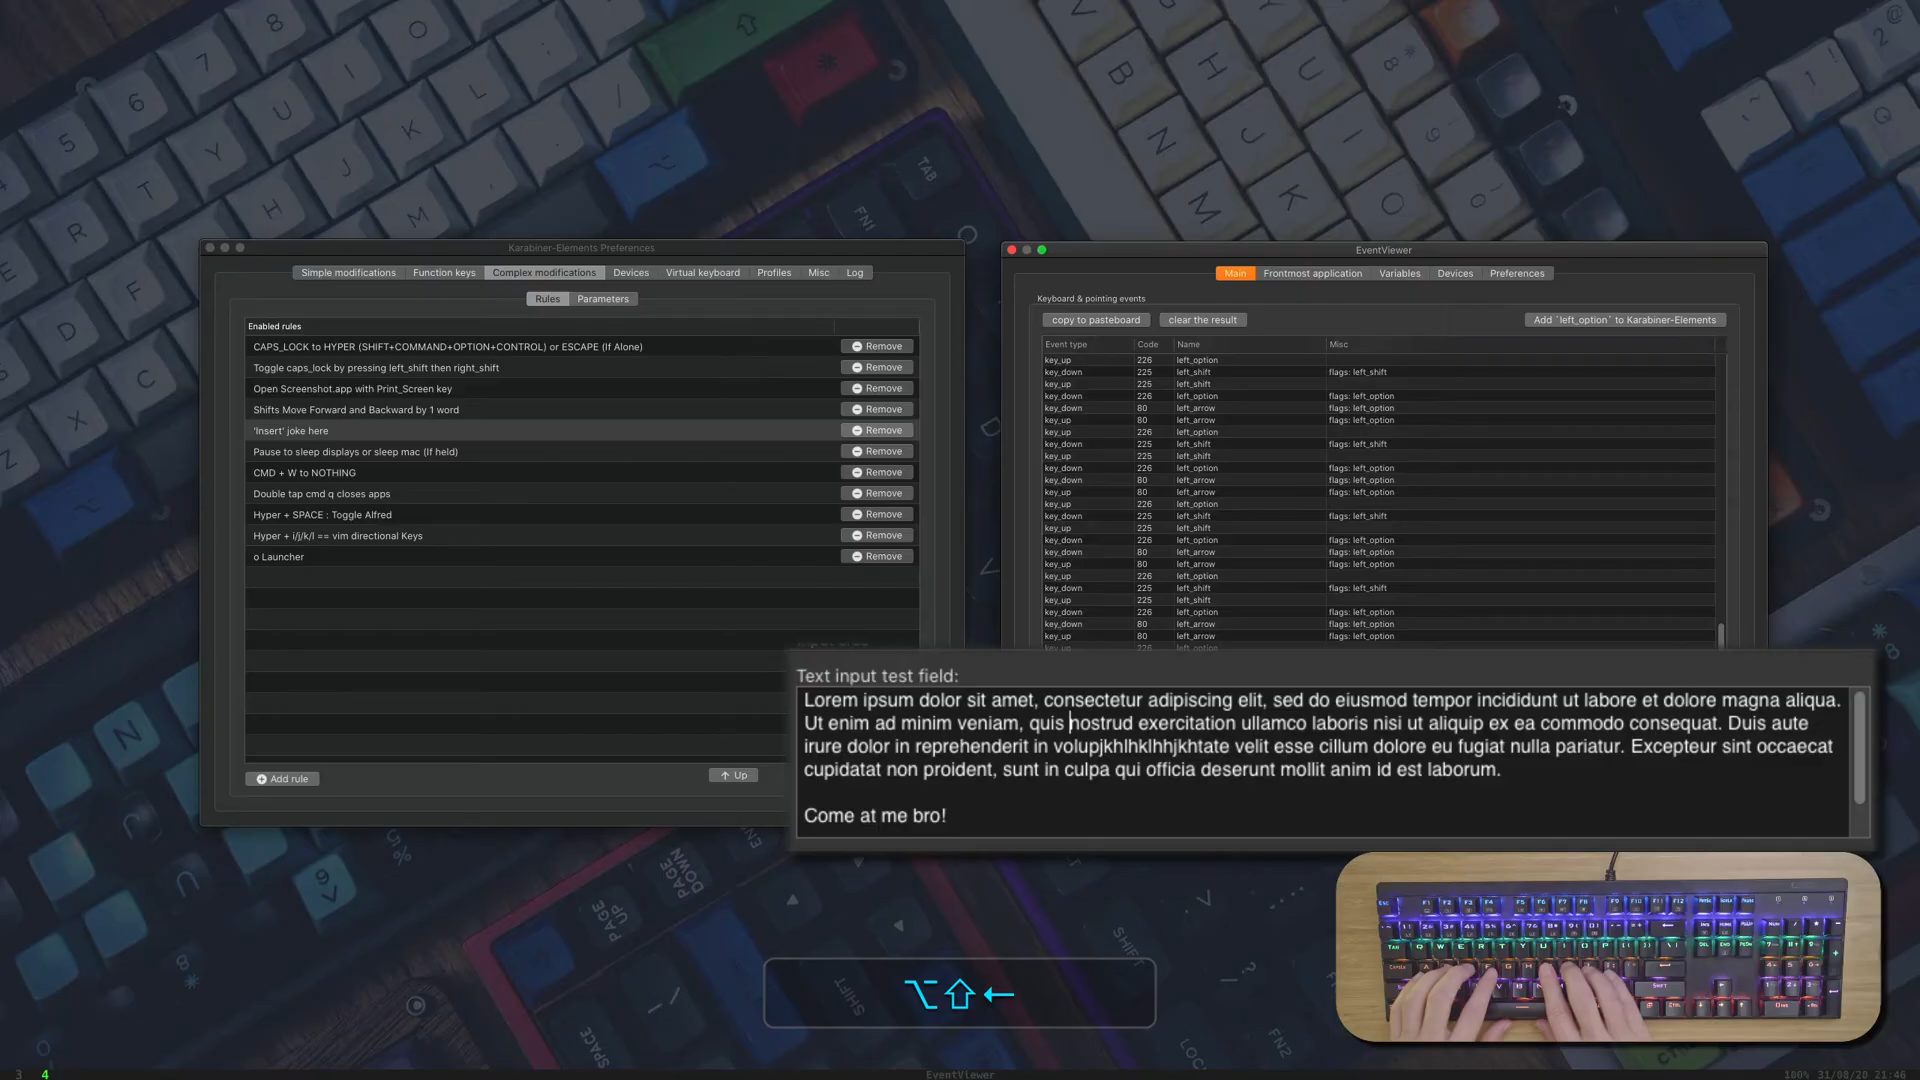 Karabiner-Elements Preferences
Simple modifications Function keys Complex modifications Devices Virtual keyboard Profiles Misc Log
Rules Parameters
Enabled rules
CAPS_LOCK to HYPER (SHIFT+COMMAND+OPTION+CONTROL) or ESCAPE (If Alone) Remove
Toggle caps_lock by pressing left_shift then right_shift Remove
Open Screenshot.app with Print_Screen key Remove
Shifts Move Forward and Backward by 1 word Remove
'Insert' joke here Remove
Pause to sleep displays or sleep mac (If held) Remove
CMD + W to NOTHING Remove
Double tap cmd q closes apps Remove
Hyper + SPACE : Toggle Alfred Remove
Hyper + i/j/k/l == vim directional Keys Remove
o Launcher Remove
Add rule
↑ Up
EventViewer
Main Frontmost application Variables Devices Preferences
Keyboard & pointing events
copy to pasteboard clear the result Add `left_option` to Karabiner-Elements
Event type Code Name Misc
key_up 226 left_option
key_down 225 left_shift flags: left_shift
key_up 225 left_shift
key_down 226 left_option flags: left_option
key_down 80 left_arrow flags: left_option
key_up 80 left_arrow flags: left_option
key_up 226 left_option
key_down 225 left_shift flags: left_shift
key_up 225 left_shift
key_down 226 left_option flags: left_option
key_down 80 left_arrow flags: left_option
key_up 80 left_arrow flags: left_option
key_up 226 left_option
key_down 225 left_shift flags: left_shift
key_up 225 left_shift
key_down 226 left_option flags: left_option
key_down 80 left_arrow flags: left_option
key_up 80 left_arrow flags: left_option
key_up 226 left_option
key_down 225 left_shift flags: left_shift
key_up 225 left_shift
key_down 226 left_option flags: left_option
key_down 80 left_arrow flags: left_option
key_up 80 left_arrow flags: left_option
key_up 226 left_option
Text input test field:
Lorem ipsum dolor sit amet, consectetur adipiscing elit, sed do eiusmod tempor incididunt ut labore et dolore magna aliqua.
Ut enim ad minim veniam, quis nostrud exercitation ullamco laboris nisi ut aliquip ex ea commodo consequat. Duis aute
irure dolor in reprehenderit in volupjkhlhklhhjkhtate velit esse cillum dolore eu fugiat nulla pariatur. Excepteur sint occaecat
cupidatat non proident, sunt in culpa qui officia deserunt mollit anim id est laborum.
Come at me bro!
⌥⇧←
3 4
EventViewer
100% 31/08/20 21:46